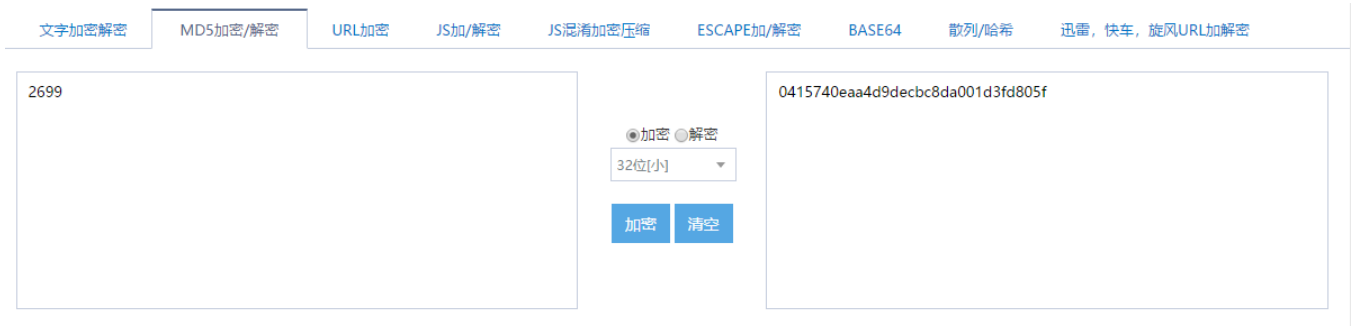 文字加密解密 MD5加密/解密 URL加密 JS加/解密 JS混淆加密压缩 ESCAPE加/解密 BASE64 散列/哈希 迅雷，快车，旋风URL加解密
2699
0415740eaa4d9decbc8da001d3fd805f
加密 解密
32位[小]
加密 清空